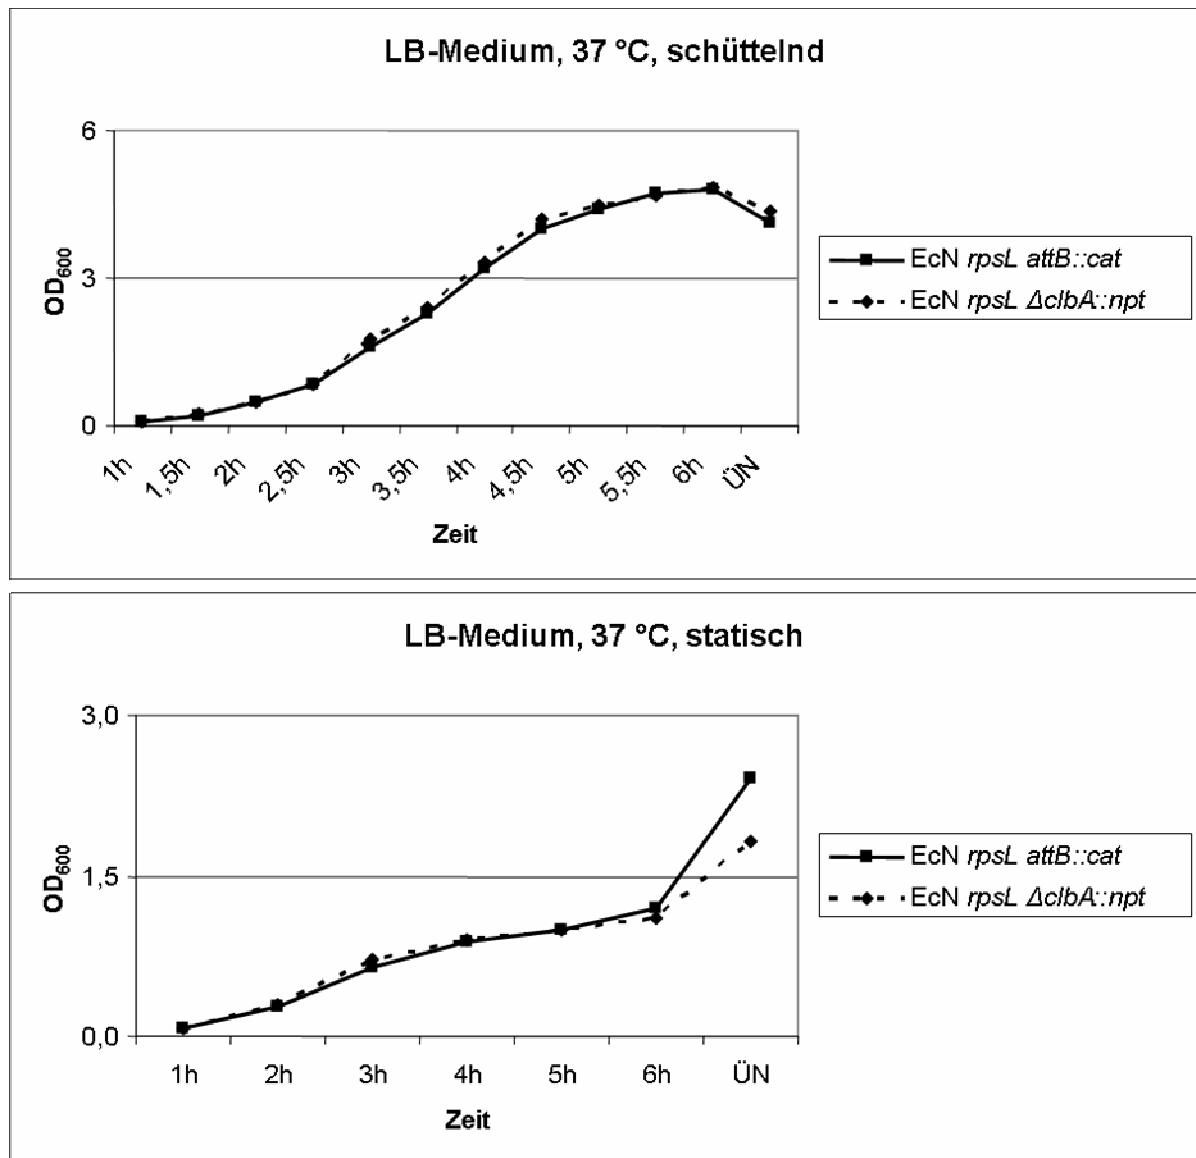 LB-Medium, 37 °C, schüttelnd
6
3
0
OD600
1h
1,5h
2h
2,5h
3h
3,5h
4h
4,5h
5h
5,5h
6h
ÜN
Zeit
EcN rpsL attB::cat
EcN rpsL ΔclbA::npt
LB-Medium, 37 °C, statisch
3,0
1,5
0,0
OD600
1h 2h 3h 4h 5h 6h ÜN
Zeit
EcN rpsL attB::cat
EcN rpsL ΔclbA::npt